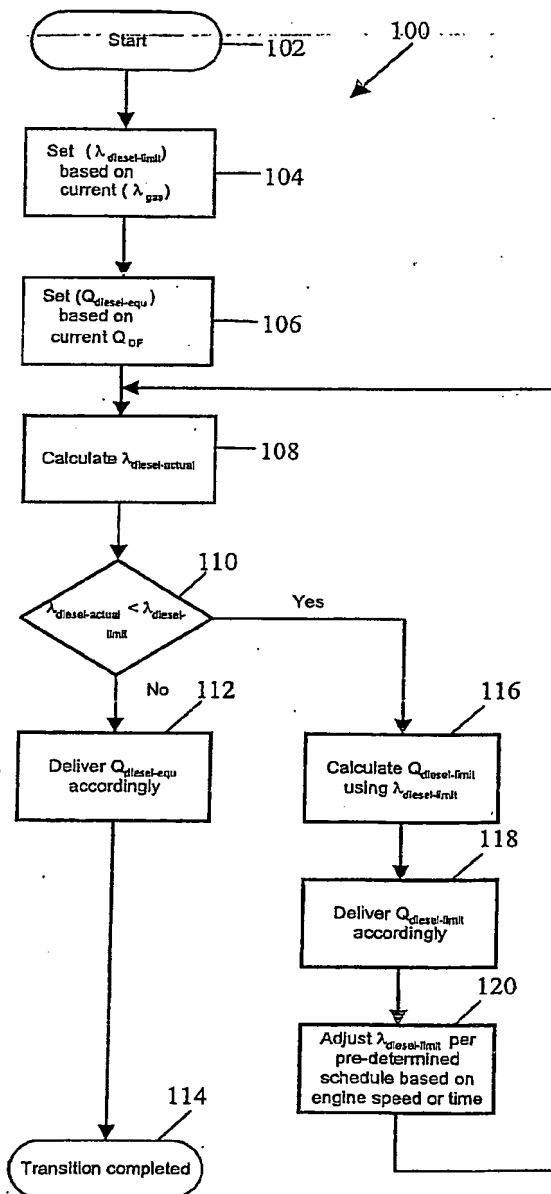 Start
102
100
Set (λdiesel-limit)
based on
current (λgas)
104
Set (Qdiesel-equ)
based on
current QDF
106
Calculate λdiesel-actual
108
110
λdiesel-actual < λdiesel-
limit
Yes
No
112
Deliver Qdiesel-equ
accordingly
116
Calculate Qdiesel-limit
using λdiesel-limit
118
Deliver Qdiesel-limit
accordingly
120
Adjust λdiesel-limit per
pre-determined
schedule based on
engine speed or time
114
Transition completed